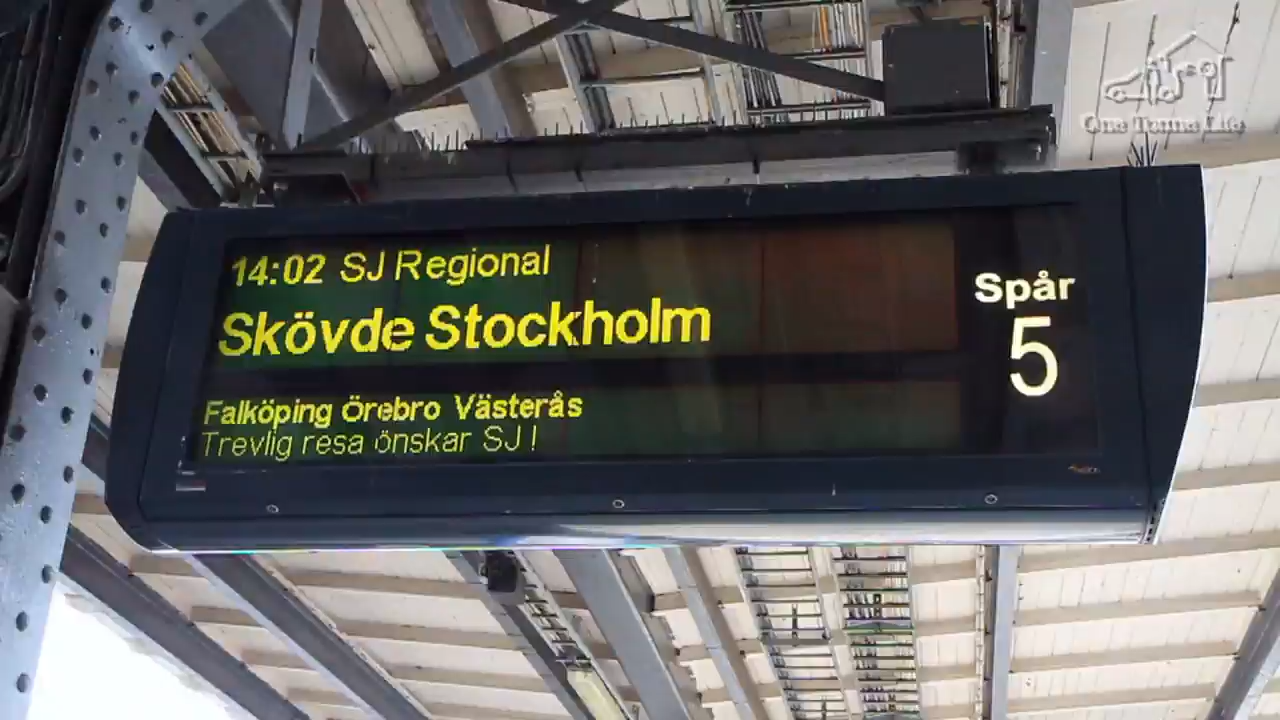 One Tonne Life
14:02 SJ Regional
Skövde Stockholm
Spår
5
Falköping Örebro Västerås
Trevlig resa önskar SJ!